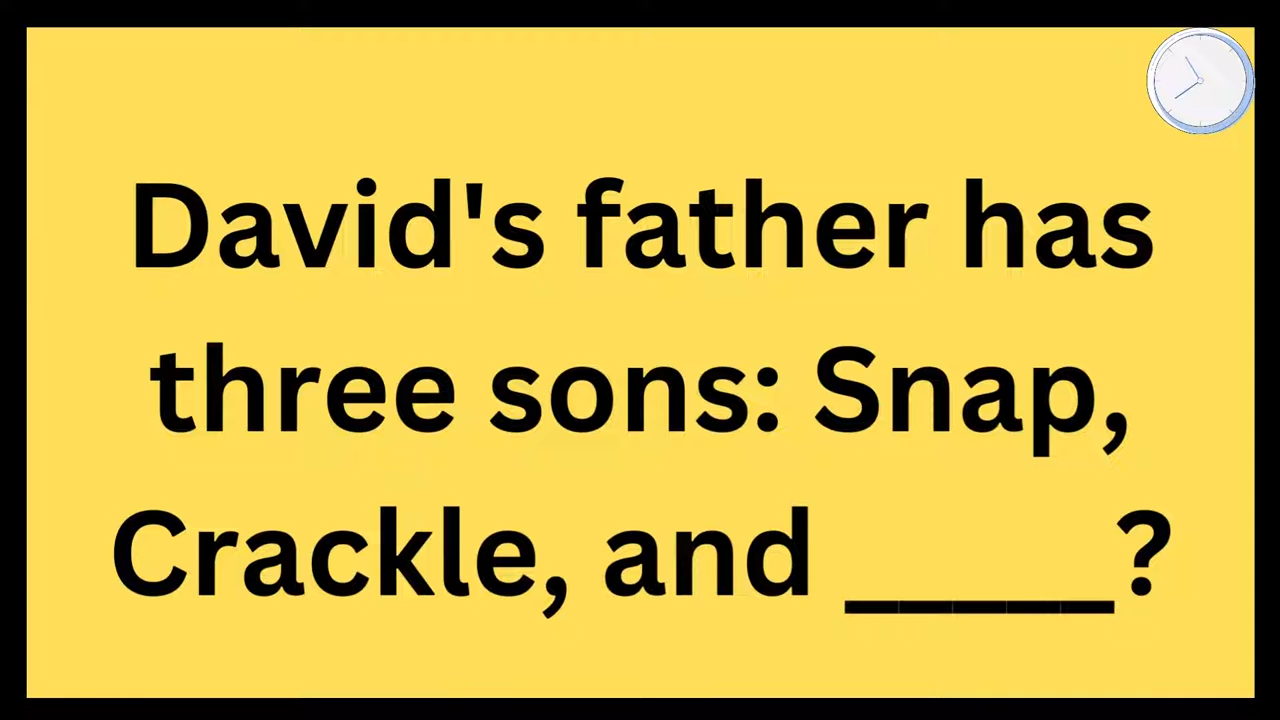 David's father has
three sons: Snap,
Crackle, and _____?